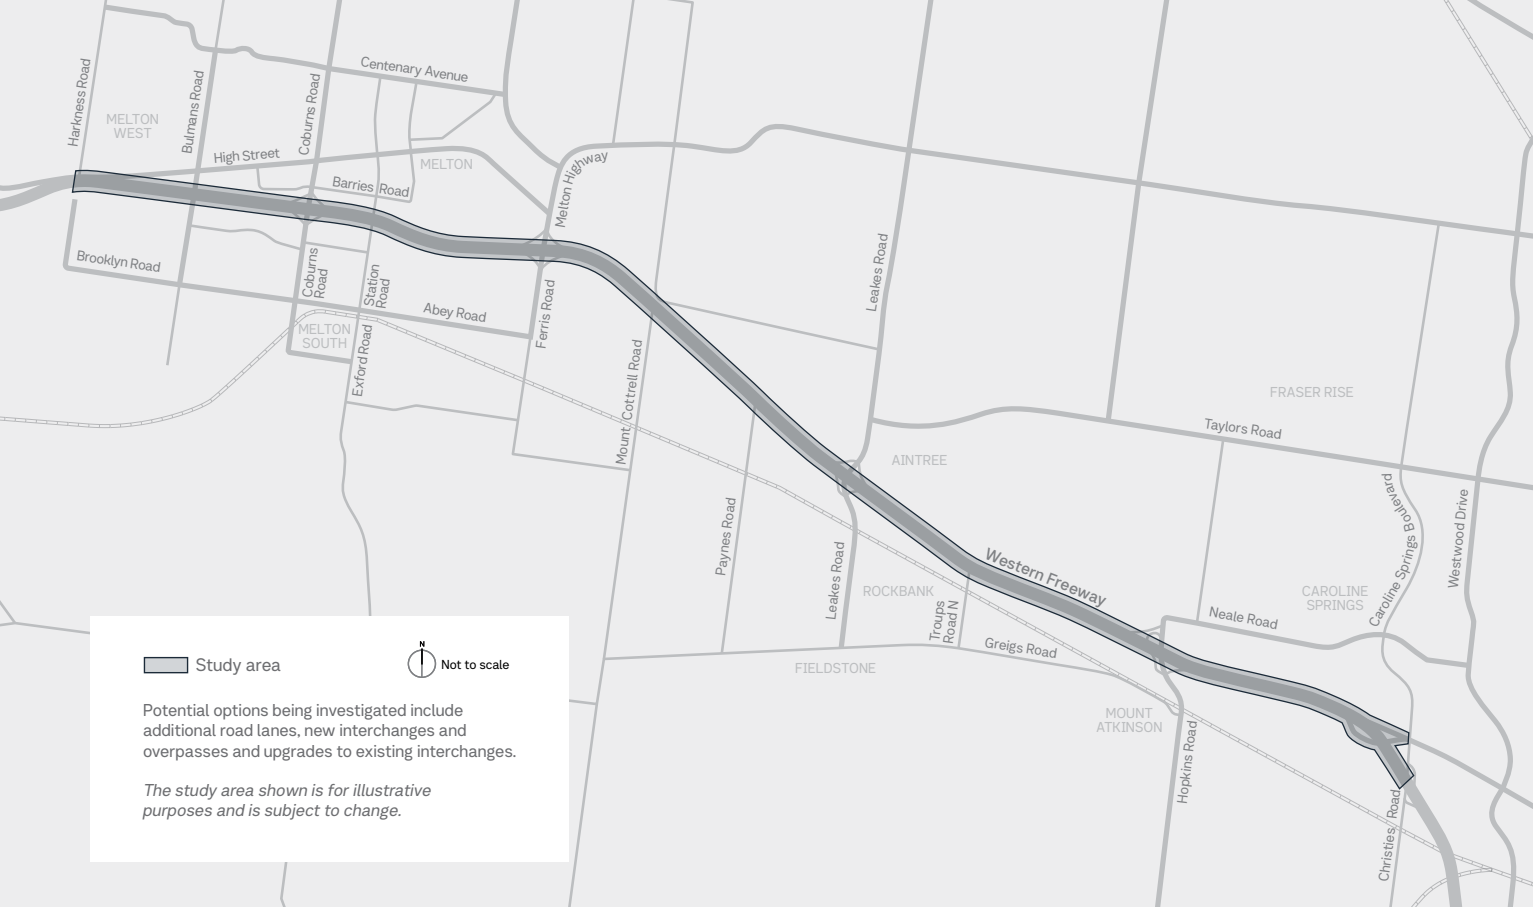 Centenary Avenue
Harkness Road
Bulmans Road
Coburns Road
MELTON
WEST
High Street
MELTON
Barries Road
Melton Highway
Brooklyn Road
Coburns
Road
Station
Road
Leakes Road
Abey Road
Ferris Road
MELTON
SOUTH
Exford Road
Mount Cottrell Road
FRASER RISE
Taylors Road
AINTREE
Paynes Road
Leakes Road
Caroline Springs Boulevard
Westwood Drive
Western Freeway
ROCKBANK
Troups
Road N
CAROLINE
SPRINGS
Neale Road
Greigs Road
FIELDSTONE
MOUNT
ATKINSON
Hopkins Road
Christies Road
Study area
N
Not to scale
Potential options being investigated include
additional road lanes, new interchanges and
overpasses and upgrades to existing interchanges.
The study area shown is for illustrative
purposes and is subject to change.